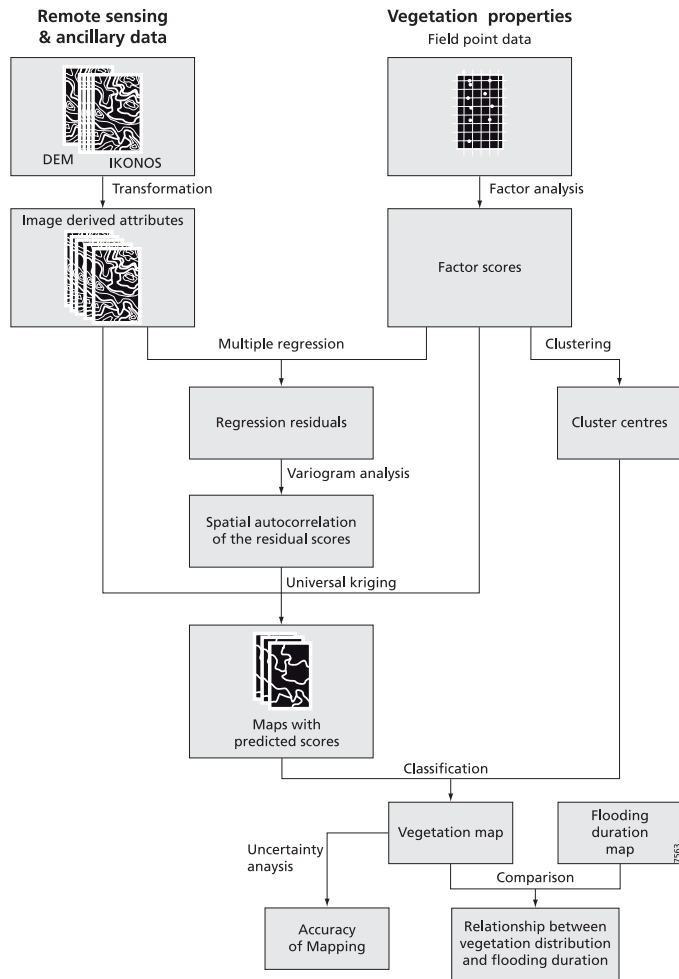 Remote sensing
& ancillary data
Vegetation properties
Field point data
DEM
IKONOS
Transformation
Factor analysis
Image derived attributes
Factor scores
Multiple regression
Clustering
Regression residuals
Cluster centres
Variogram analysis
Spatial autocorrelation
of the residual scores
Universal kriging
Maps with
predicted scores
Classification
Vegetation map
Flooding
duration
map
7563
Uncertainty
anaysis
Comparison
Accuracy
of Mapping
Relationship between
vegetation distribution
and flooding duration